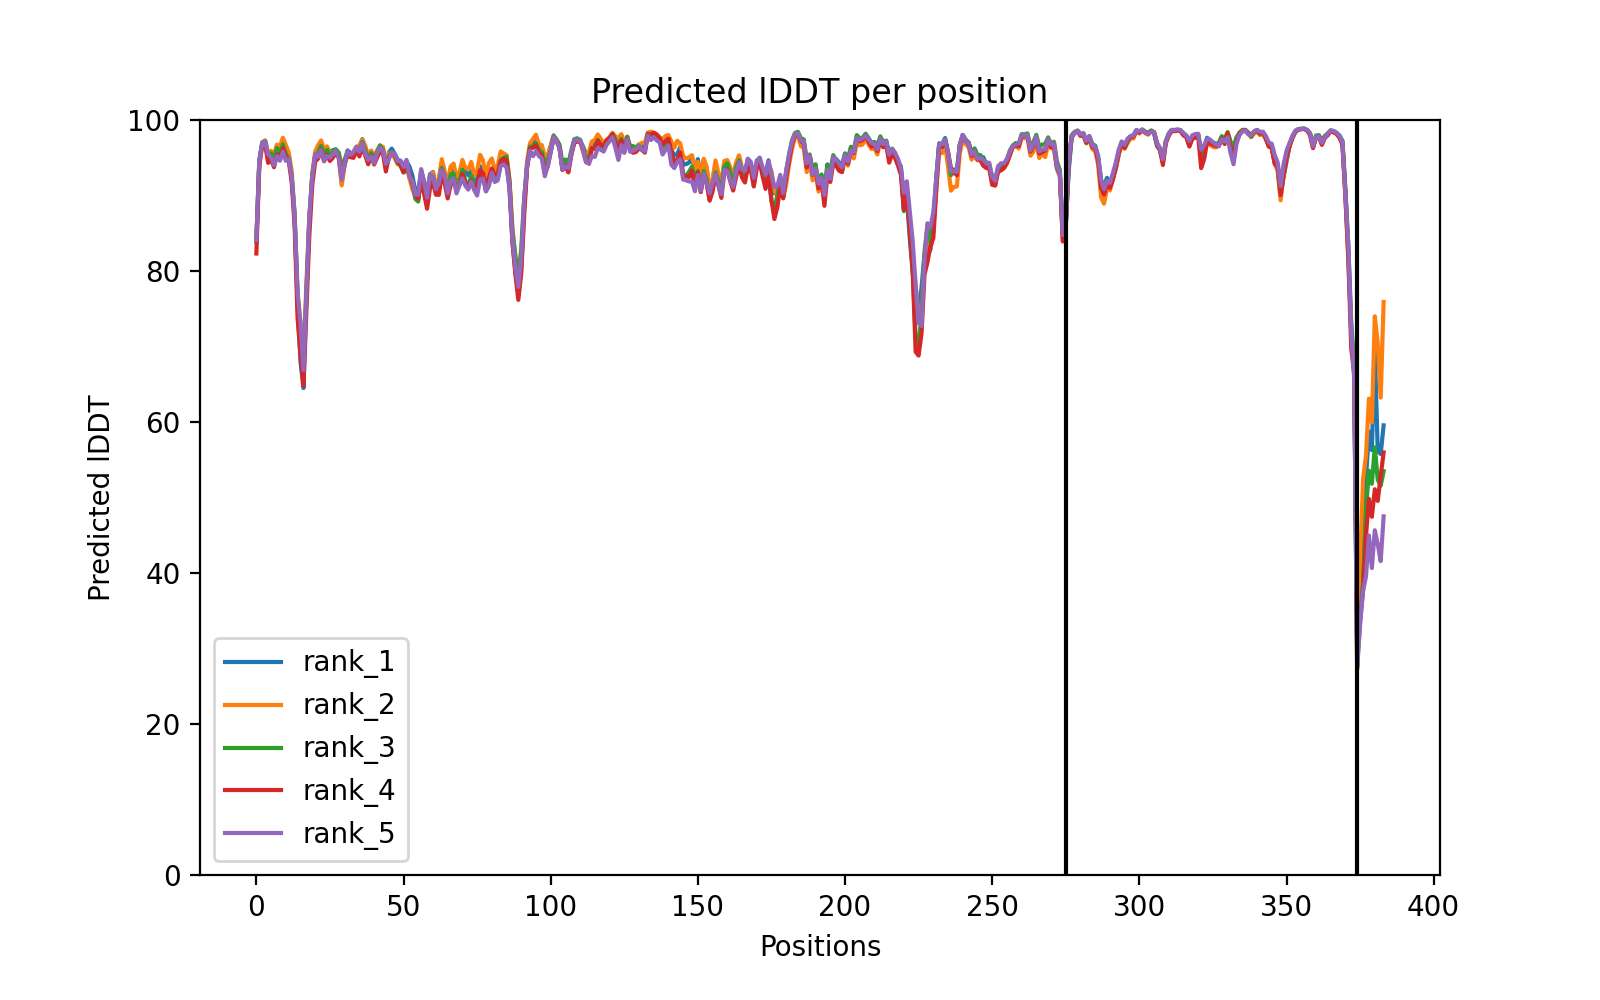 Predicted lDDT per position
100
80
60
40
20
0
Predicted lDDT
rank_1
rank_2
rank_3
rank_4
rank_5
0 50 100 150 200 250 300 350 400
Positions